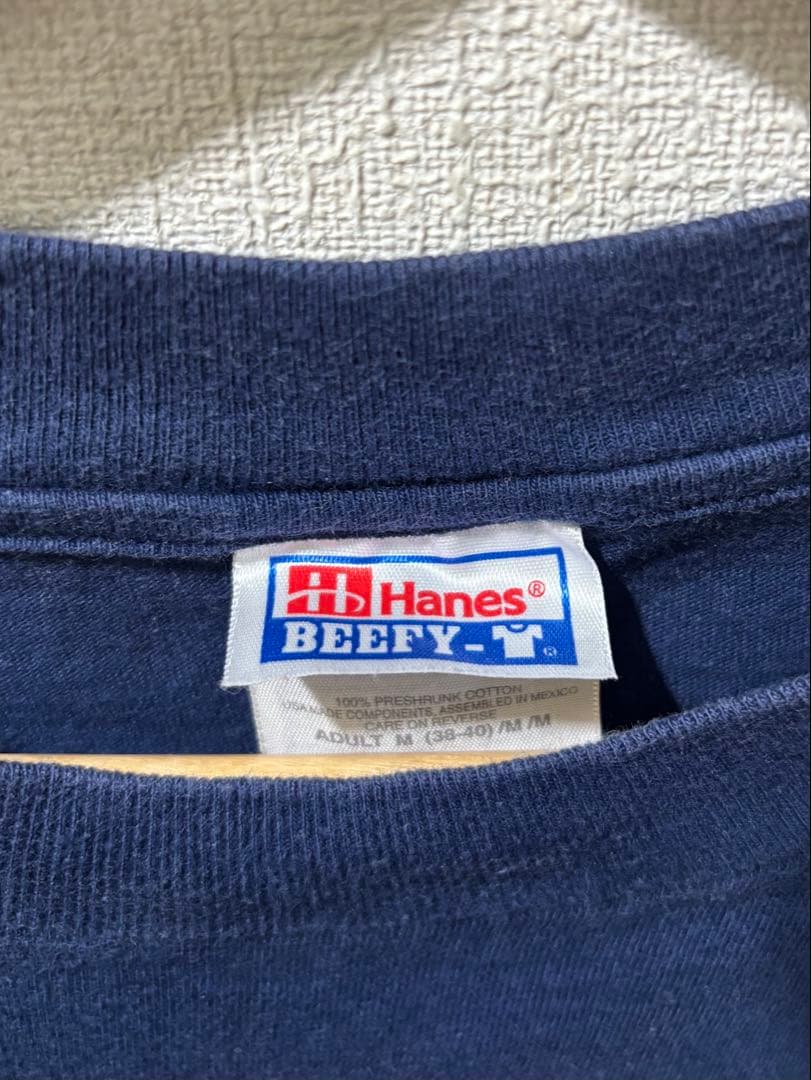 Hanes®
BEEFY-T®
100% PRESHRUNK COTTON
USA MADE COMPONENTS, ASSEMBLED IN MEXICO
CARE ON REVERSE
ADULT M (38-40) /M /M